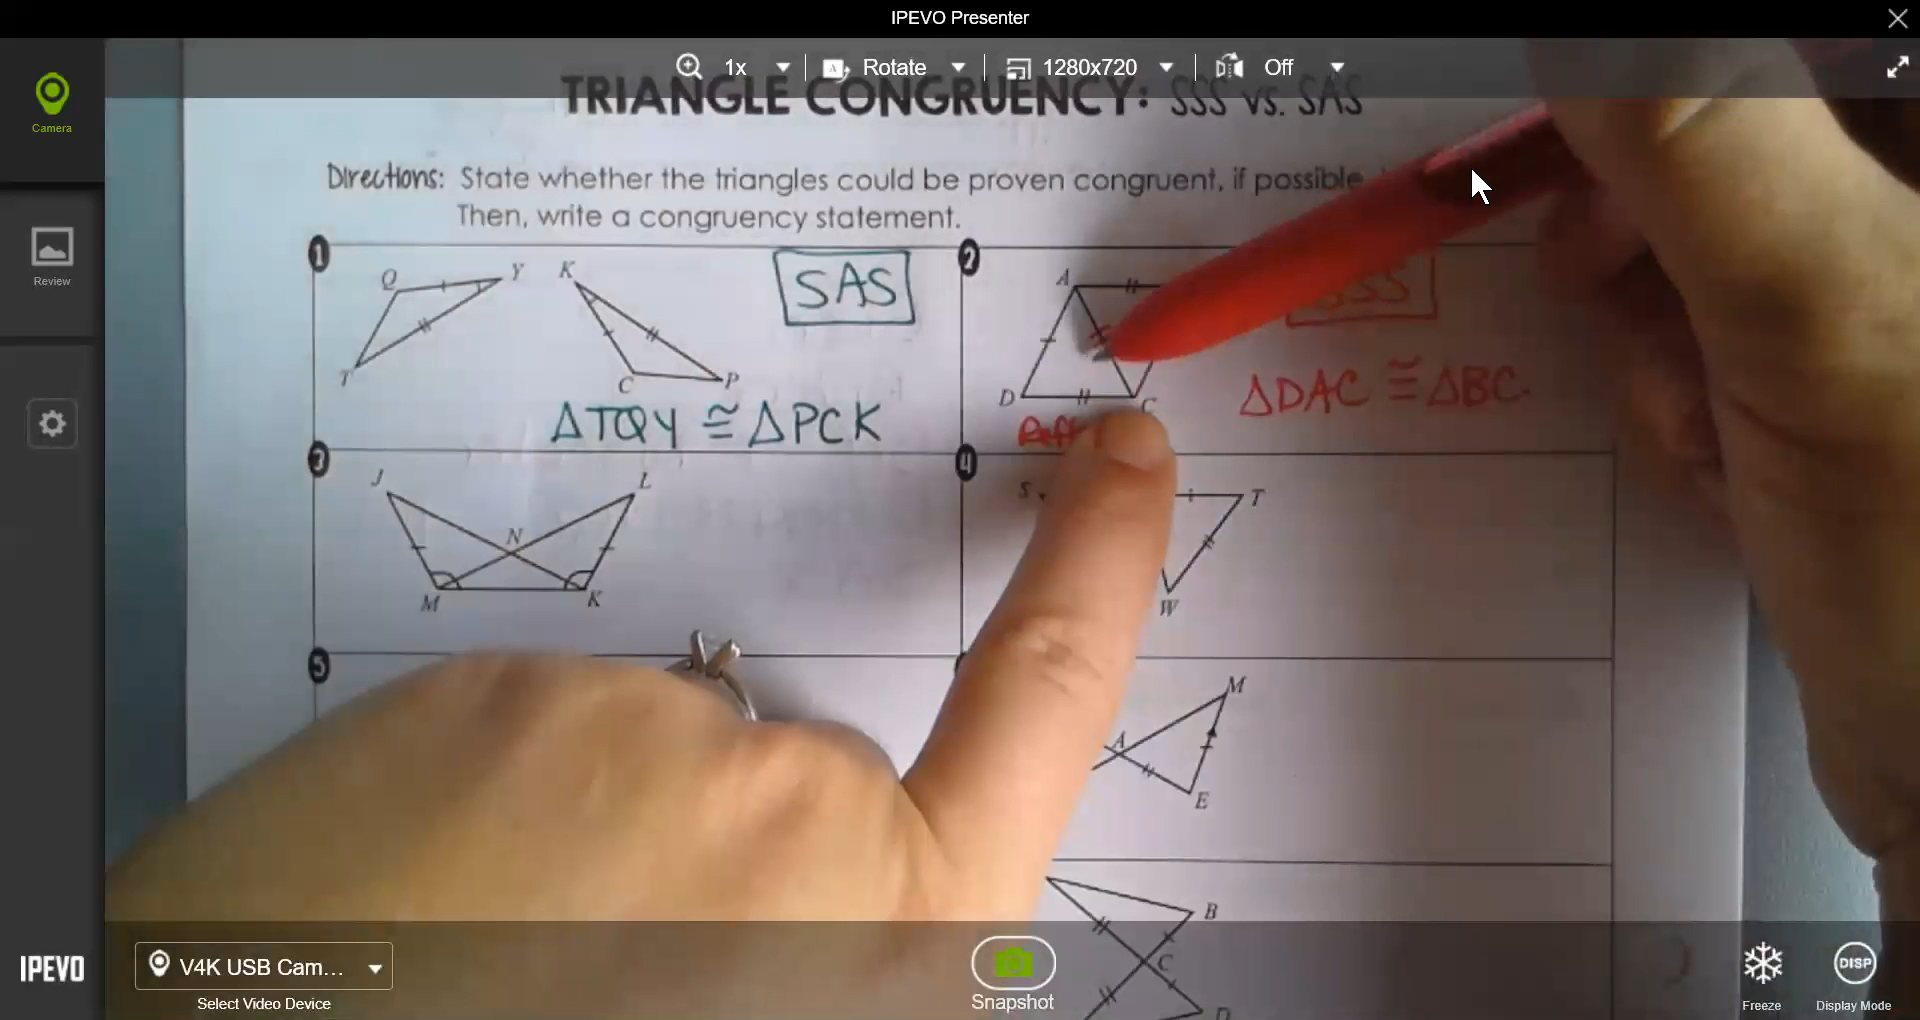 IPEVO Presenter
1x Rotate 1280x720 Off
Camera
TRIANGLE CONGRUENCY: SSS vs. SAS
Directions: State whether the triangles could be proven congruent, if possible
Then, write a congruency statement.
Review
1
Q Y K
T C P
SAS
ΔTQY ≅ ΔPCK
2
A
D C
SSS
ΔDAC ≅ ΔBC
3
J L
N
M K
4
S T
W
5
M
A
E
B
C
D
IPEVO
V4K USB Cam...
Select Video Device
Snapshot
Freeze
DISP
Display Mode